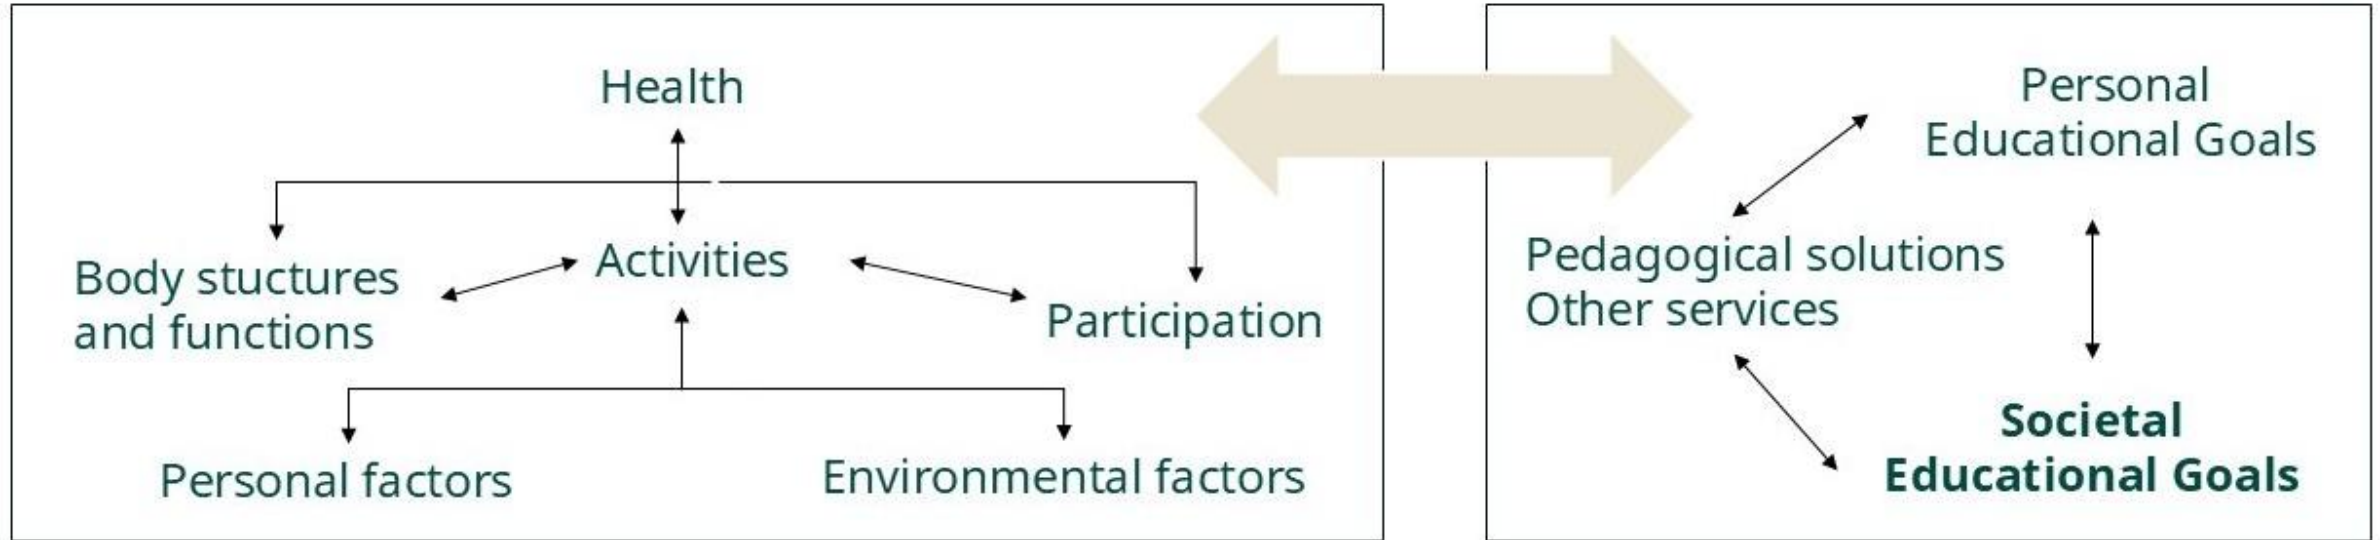 Health
Activities
Body stuctures
and functions
Participation
Personal factors
Environmental factors
Personal
Educational Goals
Pedagogical solutions
Other services
Societal
Educational Goals